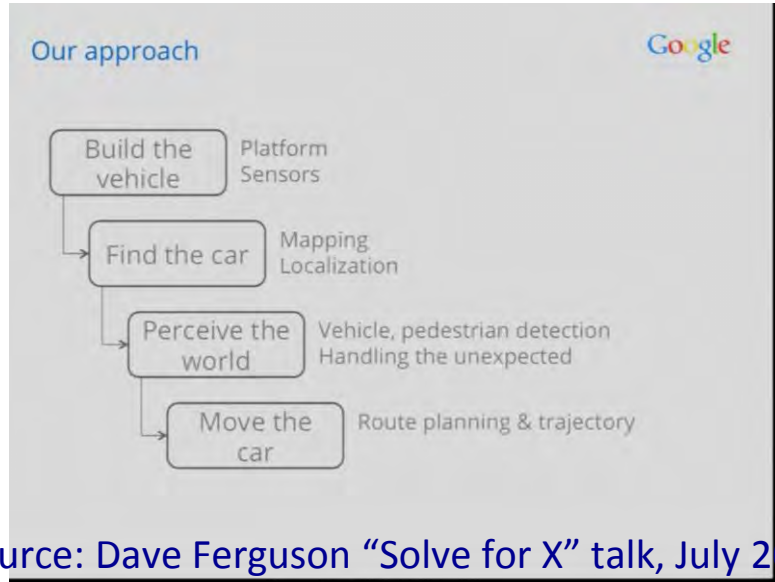 Our approach
Google
Build the
vehicle
Platform
Sensors
Find the car
Mapping
Localization
Perceive the
world
Vehicle, pedestrian detection
Handling the unexpected
Move the
car
Route planning & trajectory
urce: Dave Ferguson “Solve for X” talk, July 2